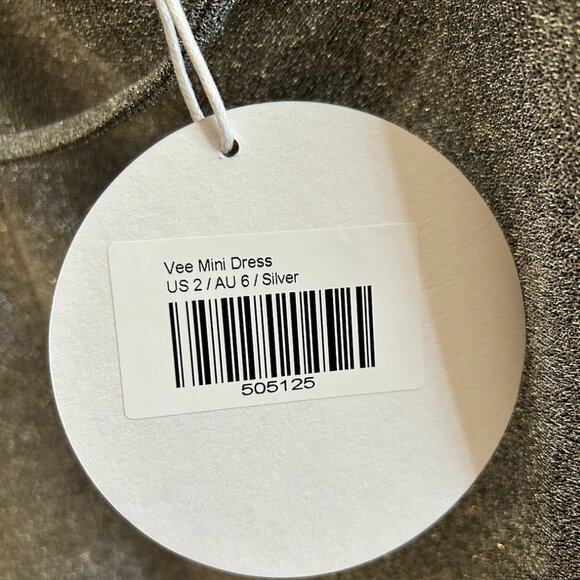 Vee Mini Dress
US 2 / AU 6 / Silver
505125